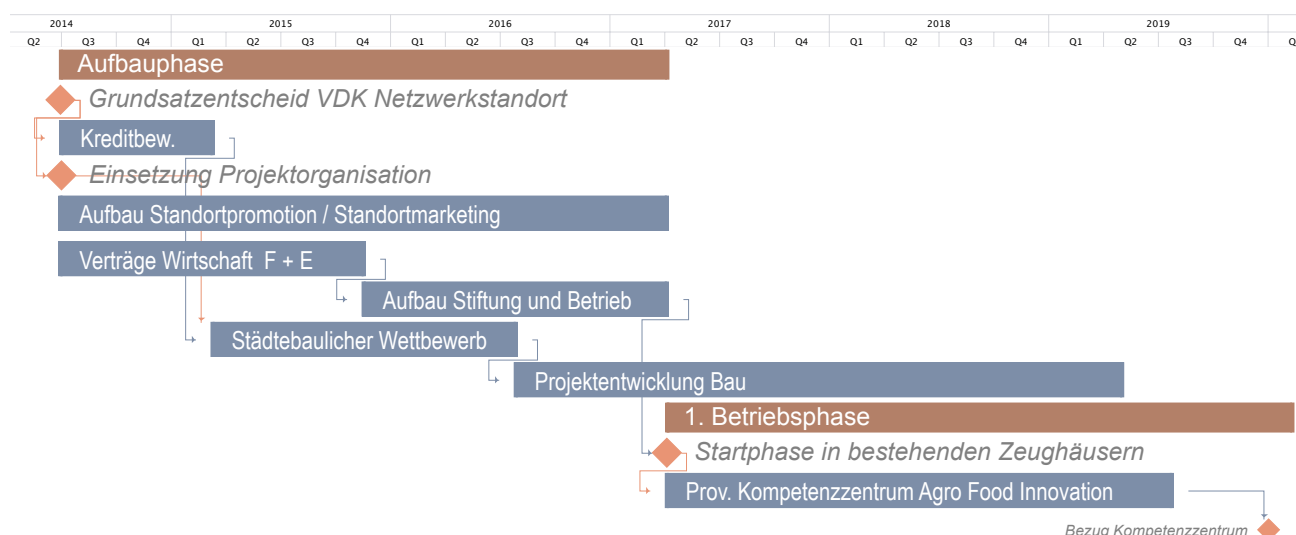 2014 2015 2016 2017 2018 2019
Q2 Q3 Q4 Q1 Q2 Q3 Q4 Q1 Q2 Q3 Q4 Q1 Q2 Q3 Q4 Q1 Q2 Q3 Q4 Q1 Q2 Q3 Q4
Aufbauphase
Grundsatzentscheid VDK Netzwerkstandort
Kreditbew.
Einsetzung Projektorganisation
Aufbau Standortpromotion / Standortmarketing
Verträge Wirtschaft F + E
Aufbau Stiftung und Betrieb
Städtebaulicher Wettbewerb
Projektentwicklung Bau
1. Betriebsphase
Startphase in bestehenden Zeughäusern
Prov. Kompetenzzentrum Agro Food Innovation
Bezug Kompetenzzentrum